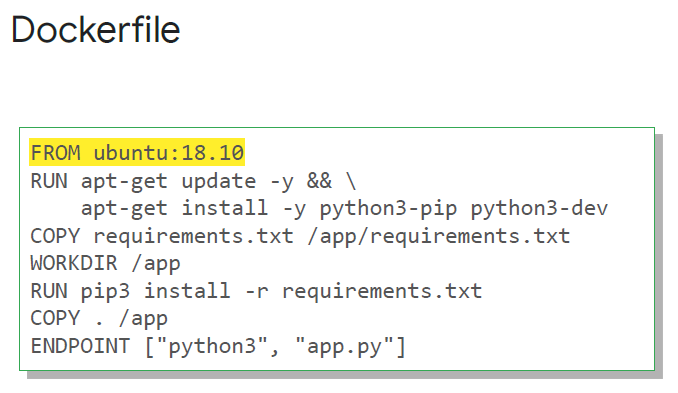 Dockerfile
FROM ubuntu:18.10
RUN apt-get update -y && \
    apt-get install -y python3-pip python3-dev
COPY requirements.txt /app/requirements.txt
WORKDIR /app
RUN pip3 install -r requirements.txt
COPY . /app
ENDPOINT ["python3", "app.py"]